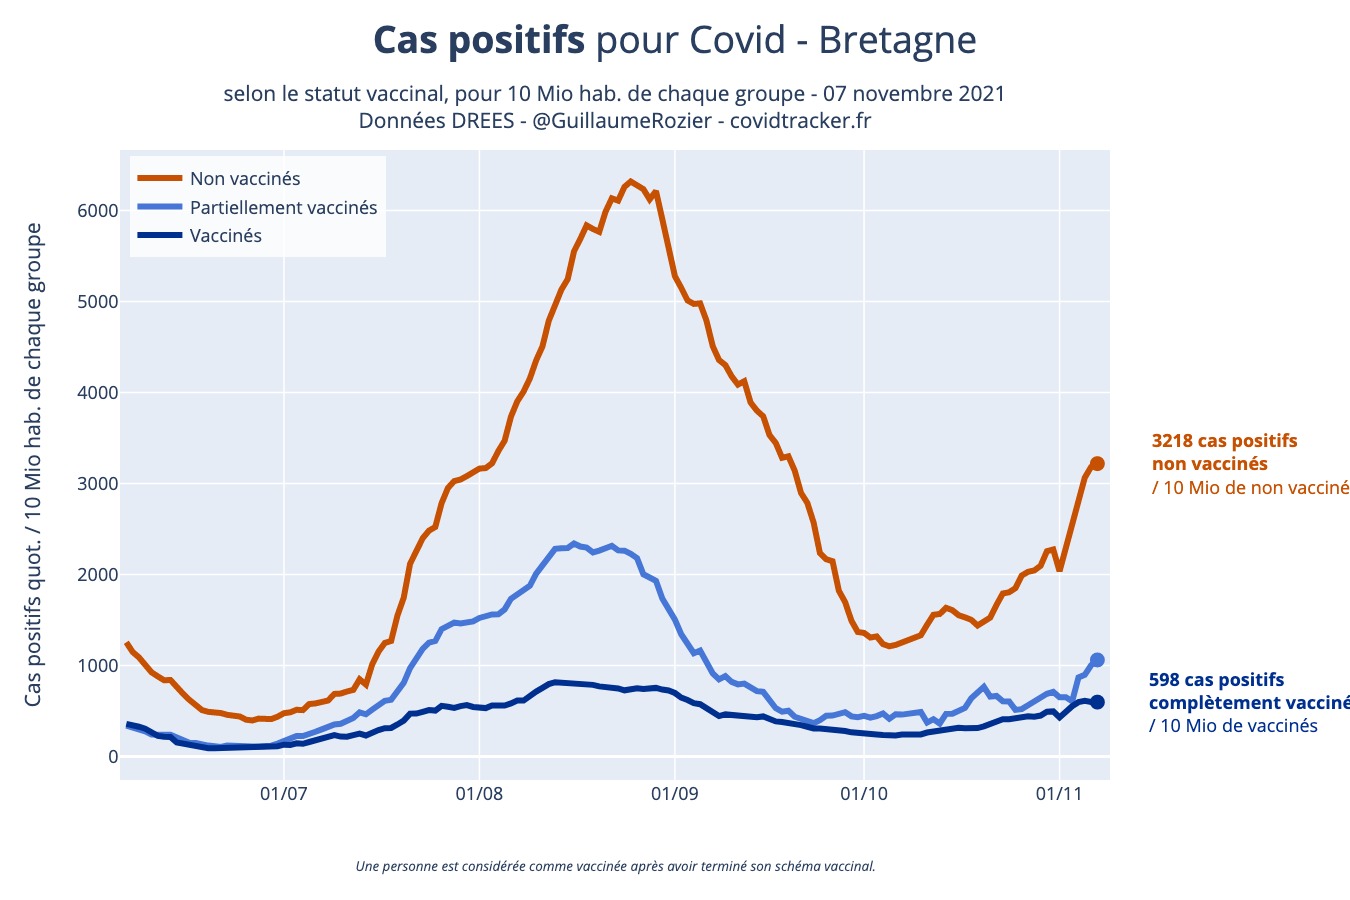 Cas positifs pour Covid - Bretagne
selon le statut vaccinal, pour 10 Mio hab. de chaque groupe - 07 novembre 2021
Données DREES - @GuillaumeRozier - covidtracker.fr
Non vaccinés
Partiellement vaccinés
Vaccinés
Cas positifs quot. / 10 Mio hab. de chaque groupe
6000
5000
4000
3000
2000
1000
0
01/07
01/08
01/09
01/10
01/11
3218 cas positifs
non vaccinés
/ 10 Mio de non vacciné
598 cas positifs
complètement vacciné
/ 10 Mio de vaccinés
Une personne est considérée comme vaccinée après avoir terminé son schéma vaccinal.